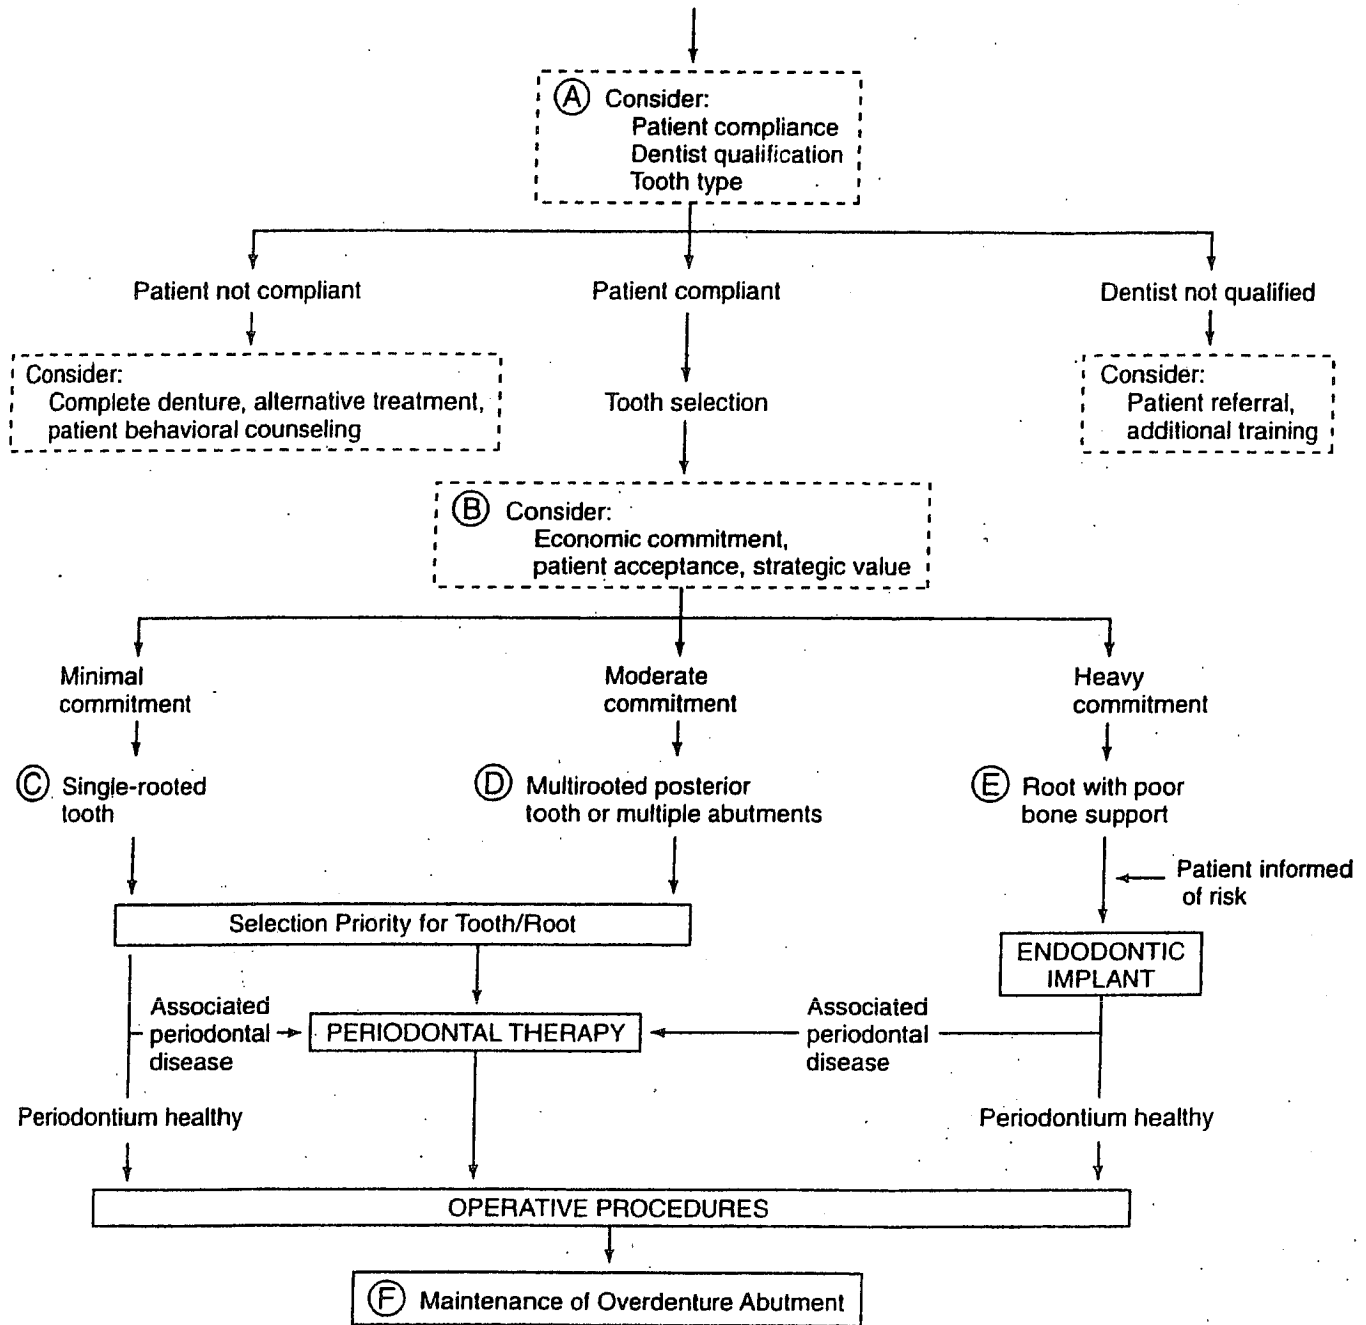 Ⓐ Consider:
Patient compliance
Dentist qualification
Tooth type
Patient not compliant
Patient compliant
Dentist not qualified
Consider:
Complete denture, alternative treatment,
patient behavioral counseling
Tooth selection
Consider:
Patient referral,
additional training
Ⓑ Consider:
Economic commitment,
patient acceptance, strategic value
Minimal
commitment
Moderate
commitment
Heavy
commitment
Ⓒ Single-rooted
tooth
Ⓓ Multirooted posterior
tooth or multiple abutments
Ⓔ Root with poor
bone support
Patient informed
of risk
Selection Priority for Tooth/Root
ENDODONTIC
IMPLANT
Associated
periodontal
disease
PERIODONTAL THERAPY
Associated
periodontal
disease
Periodontium healthy
Periodontium healthy
OPERATIVE PROCEDURES
Ⓕ Maintenance of Overdenture Abutment